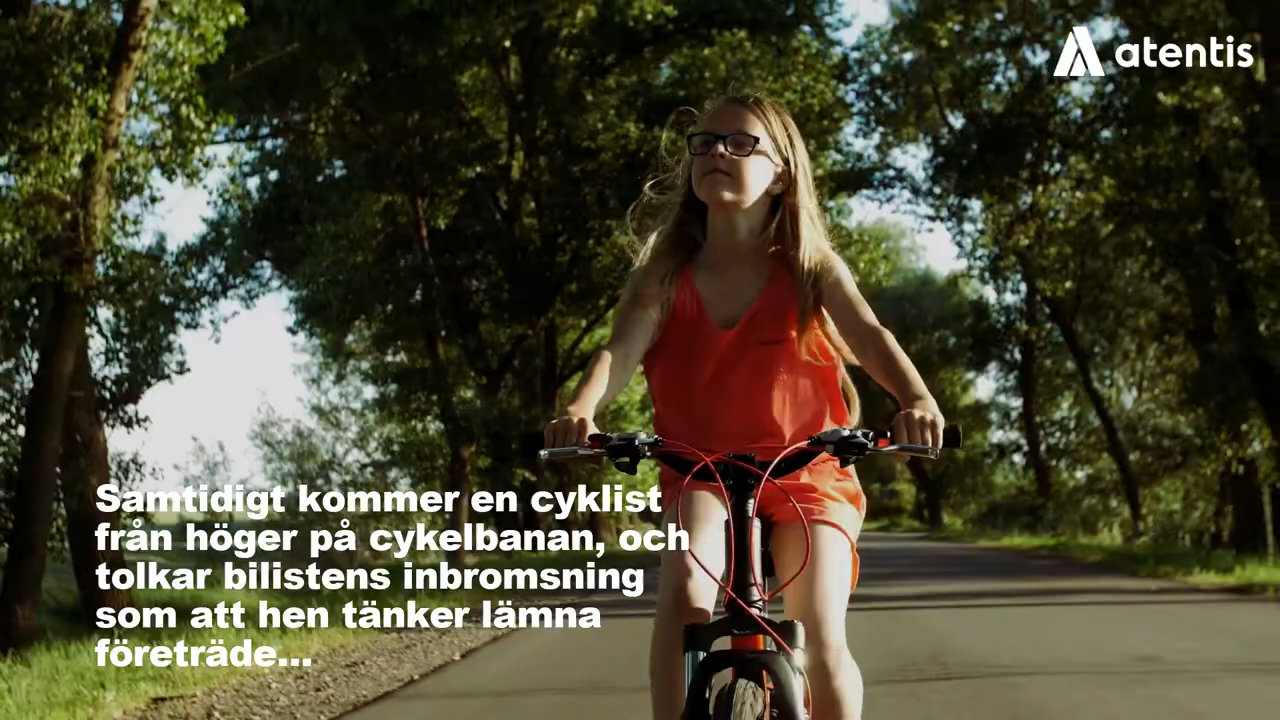 atentis
Samtidigt kommer en cyklist
från höger på cykelbanan, och
tolkar bilistens inbromsning
som att hen tänker lämna
företräde...